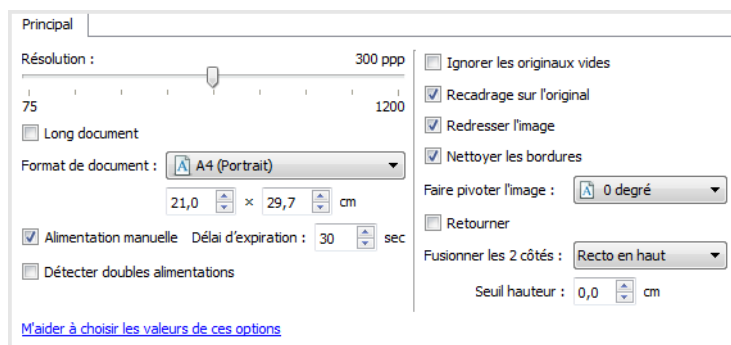 Principal
Résolution : 300 ppp
75 1200
Long document
Format de document : A4 (Portrait)
21,0 × 29,7 cm
Alimentation manuelle Délai d'expiration : 30 sec
Détecter doubles alimentations
M'aider à choisir les valeurs de ces options
Ignorer les originaux vides
Recadrage sur l'original
Redresser l'image
Nettoyer les bordures
Faire pivoter l'image : 0 degré
Retourner
Fusionner les 2 côtés : Recto en haut
Seuil hauteur : 0,0 cm